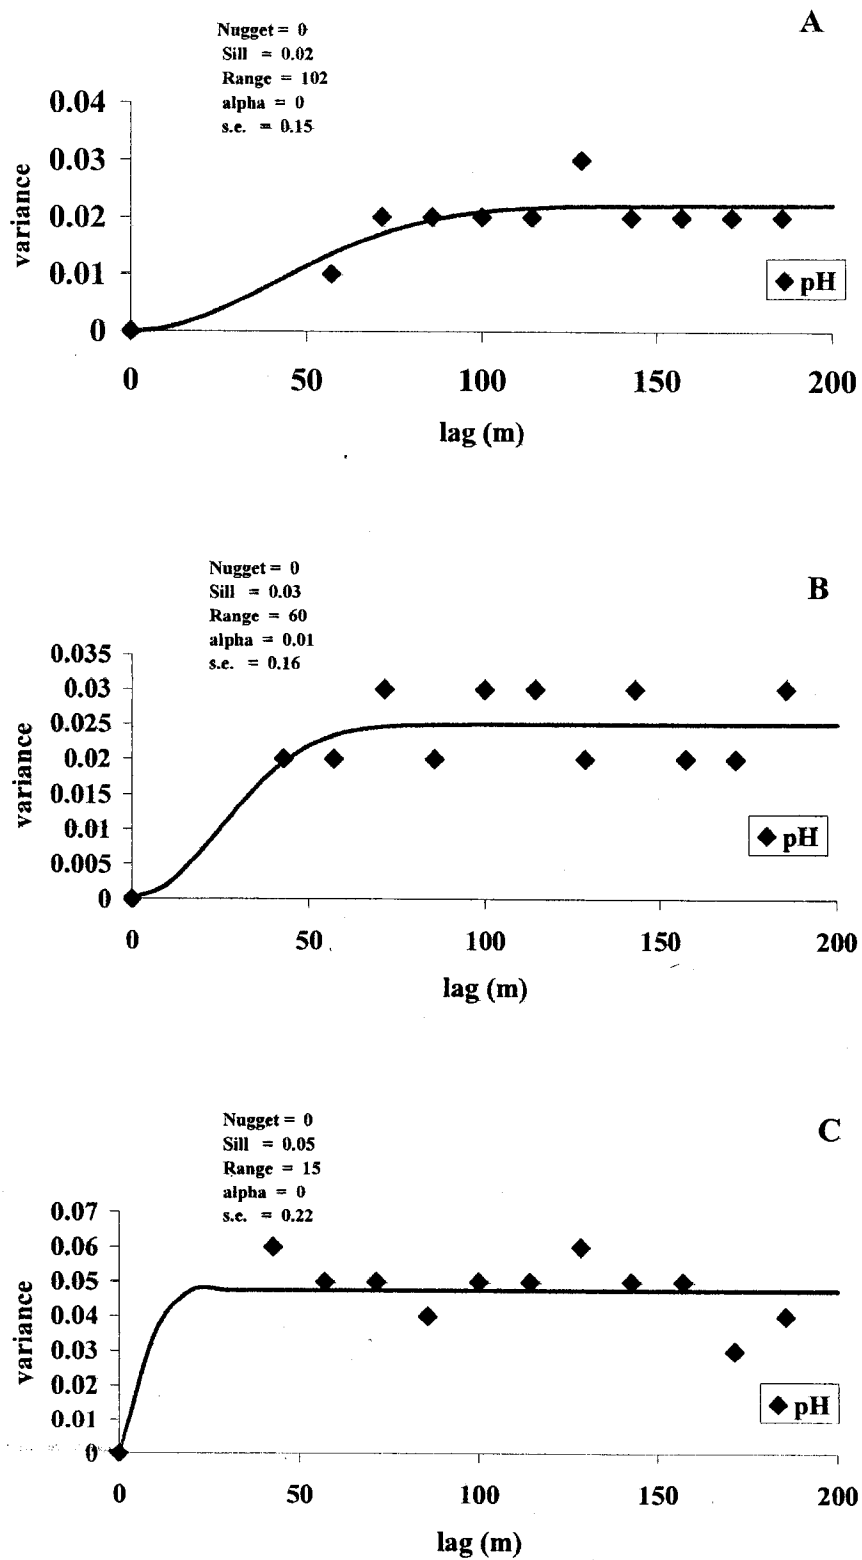 A
Nugget = 0
Sill = 0.02
Range = 102
alpha = 0
s.e. = 0.15
0.04
0.03
0.02
0.01
0
variance
pH
0 50 100 150 200
lag (m)
B
Nugget = 0
Sill = 0.03
Range = 60
alpha = 0.01
s.e. = 0.16
0.035
0.03
0.025
0.02
0.015
0.01
0.005
0
variance
pH
0 50 100 150 200
lag (m)
C
Nugget = 0
Sill = 0.05
Range = 15
alpha = 0
s.e. = 0.22
0.07
0.06
0.05
0.04
0.03
0.02
0.01
0
variance
pH
0 50 100 150 200
lag (m)